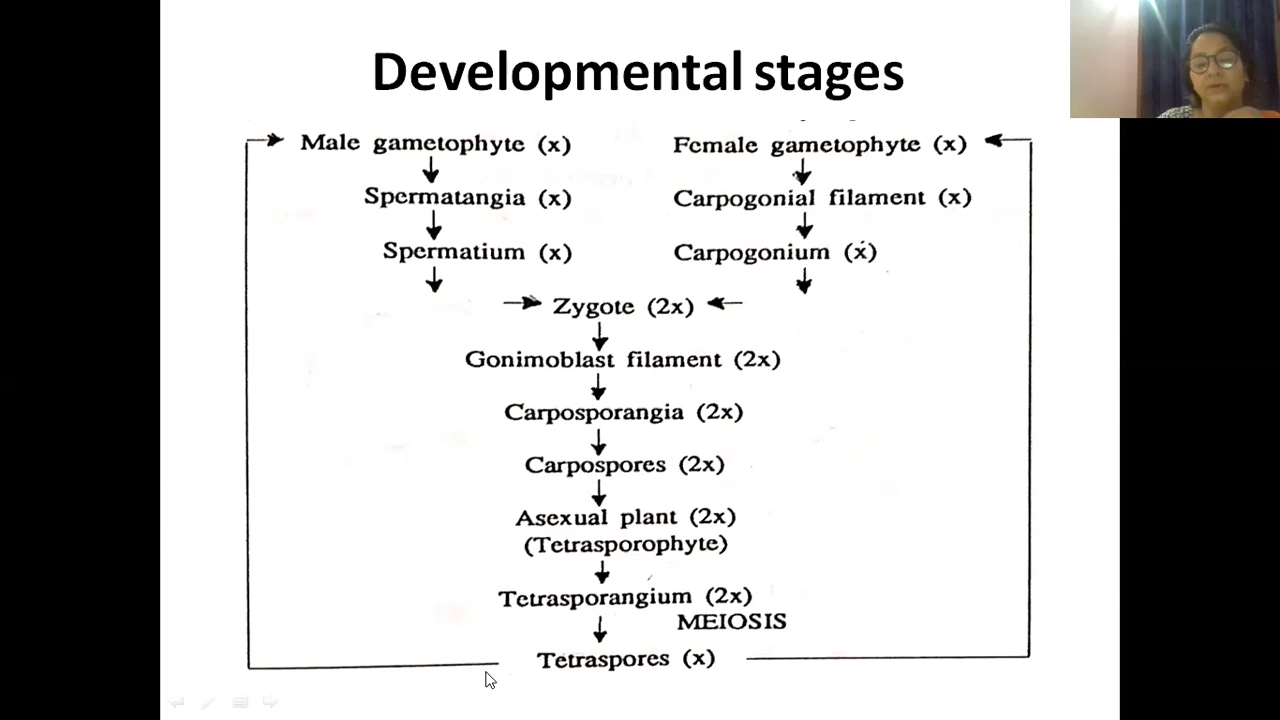 Developmental stages
Male gametophyte (x) Female gametophyte (x)
Spermatangia (x) Carpogonial filament (x)
Spermatium (x) Carpogonium (x)
Zygote (2x)
Gonimoblast filament (2x)
Carposporangia (2x)
Carpospores (2x)
Asexual plant (2x)
(Tetrasporophyte)
Tetrasporangium (2x)
MEIOSIS
Tetraspores (x)